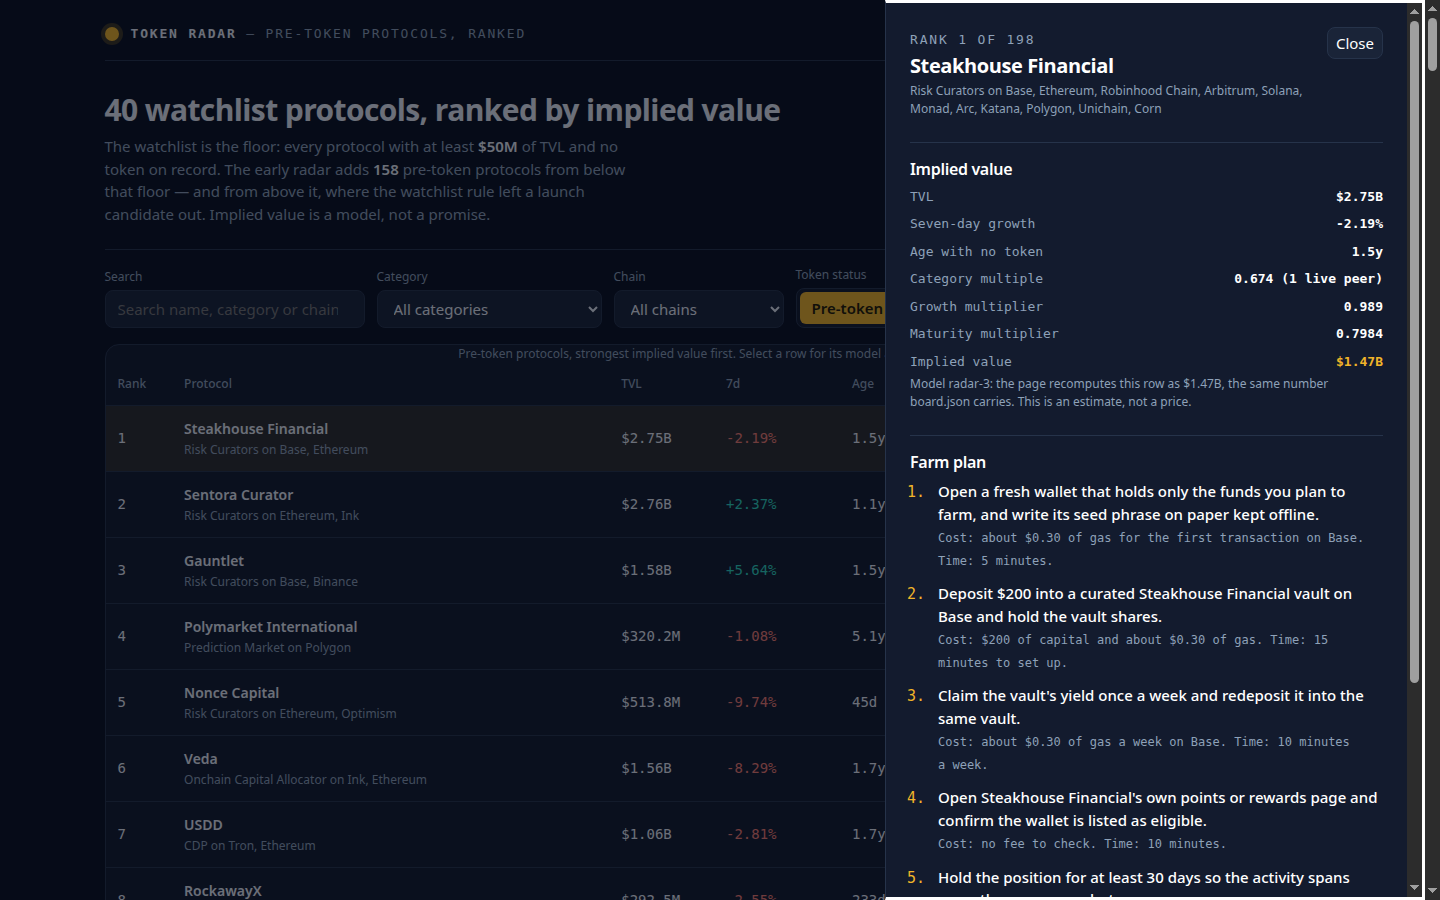 TOKEN RADAR — PRE-TOKEN PROTOCOLS, RANKED
40 watchlist protocols, ranked by implied value
The watchlist is the floor: every protocol with at least $50M of TVL and no
token on record. The early radar adds 158 pre-token protocols from below
that floor — and from above it, where the watchlist rule left a launch
candidate out. Implied value is a model, not a promise.
Search
Category
Chain
Token status
Search name, category or chain
All categories
All chains
Pre-token
Pre-token protocols, strongest implied value first. Select a row for its model
Rank Protocol TVL 7d Age
1 Steakhouse Financial $2.75B -2.19% 1.5y
Risk Curators on Base, Ethereum
2 Sentora Curator $2.76B +2.37% 1.1y
Risk Curators on Ethereum, Ink
3 Gauntlet $1.58B +5.64% 1.5y
Risk Curators on Base, Binance
4 Polymarket International $320.2M -1.08% 5.1y
Prediction Market on Polygon
5 Nonce Capital $513.8M -9.74% 45d
Risk Curators on Ethereum, Optimism
6 Veda $1.56B -8.29% 1.7y
Onchain Capital Allocator on Ink, Ethereum
7 USDD $1.06B -2.81% 1.7y
CDP on Tron, Ethereum
8 RockawayX $292.5M -2.55% 233d
RANK 1 OF 198
Close
Steakhouse Financial
Risk Curators on Base, Ethereum, Robinhood Chain, Arbitrum, Solana,
Monad, Arc, Katana, Polygon, Unichain, Corn
Implied value
TVL $2.75B
Seven-day growth -2.19%
Age with no token 1.5y
Category multiple 0.674 (1 live peer)
Growth multiplier 0.989
Maturity multiplier 0.7984
Implied value $1.47B
Model radar-3: the page recomputes this row as $1.47B, the same number
board.json carries. This is an estimate, not a price.
Farm plan
1. Open a fresh wallet that holds only the funds you plan to
farm, and write its seed phrase on paper kept offline.
Cost: about $0.30 of gas for the first transaction on Base.
Time: 5 minutes.
2. Deposit $200 into a curated Steakhouse Financial vault on
Base and hold the vault shares.
Cost: $200 of capital and about $0.30 of gas. Time: 15
minutes to set up.
3. Claim the vault's yield once a week and redeposit it into the
same vault.
Cost: about $0.30 of gas a week on Base. Time: 10 minutes
a week.
4. Open Steakhouse Financial's own points or rewards page and
confirm the wallet is listed as eligible.
Cost: no fee to check. Time: 10 minutes.
5. Hold the position for at least 30 days so the activity spans